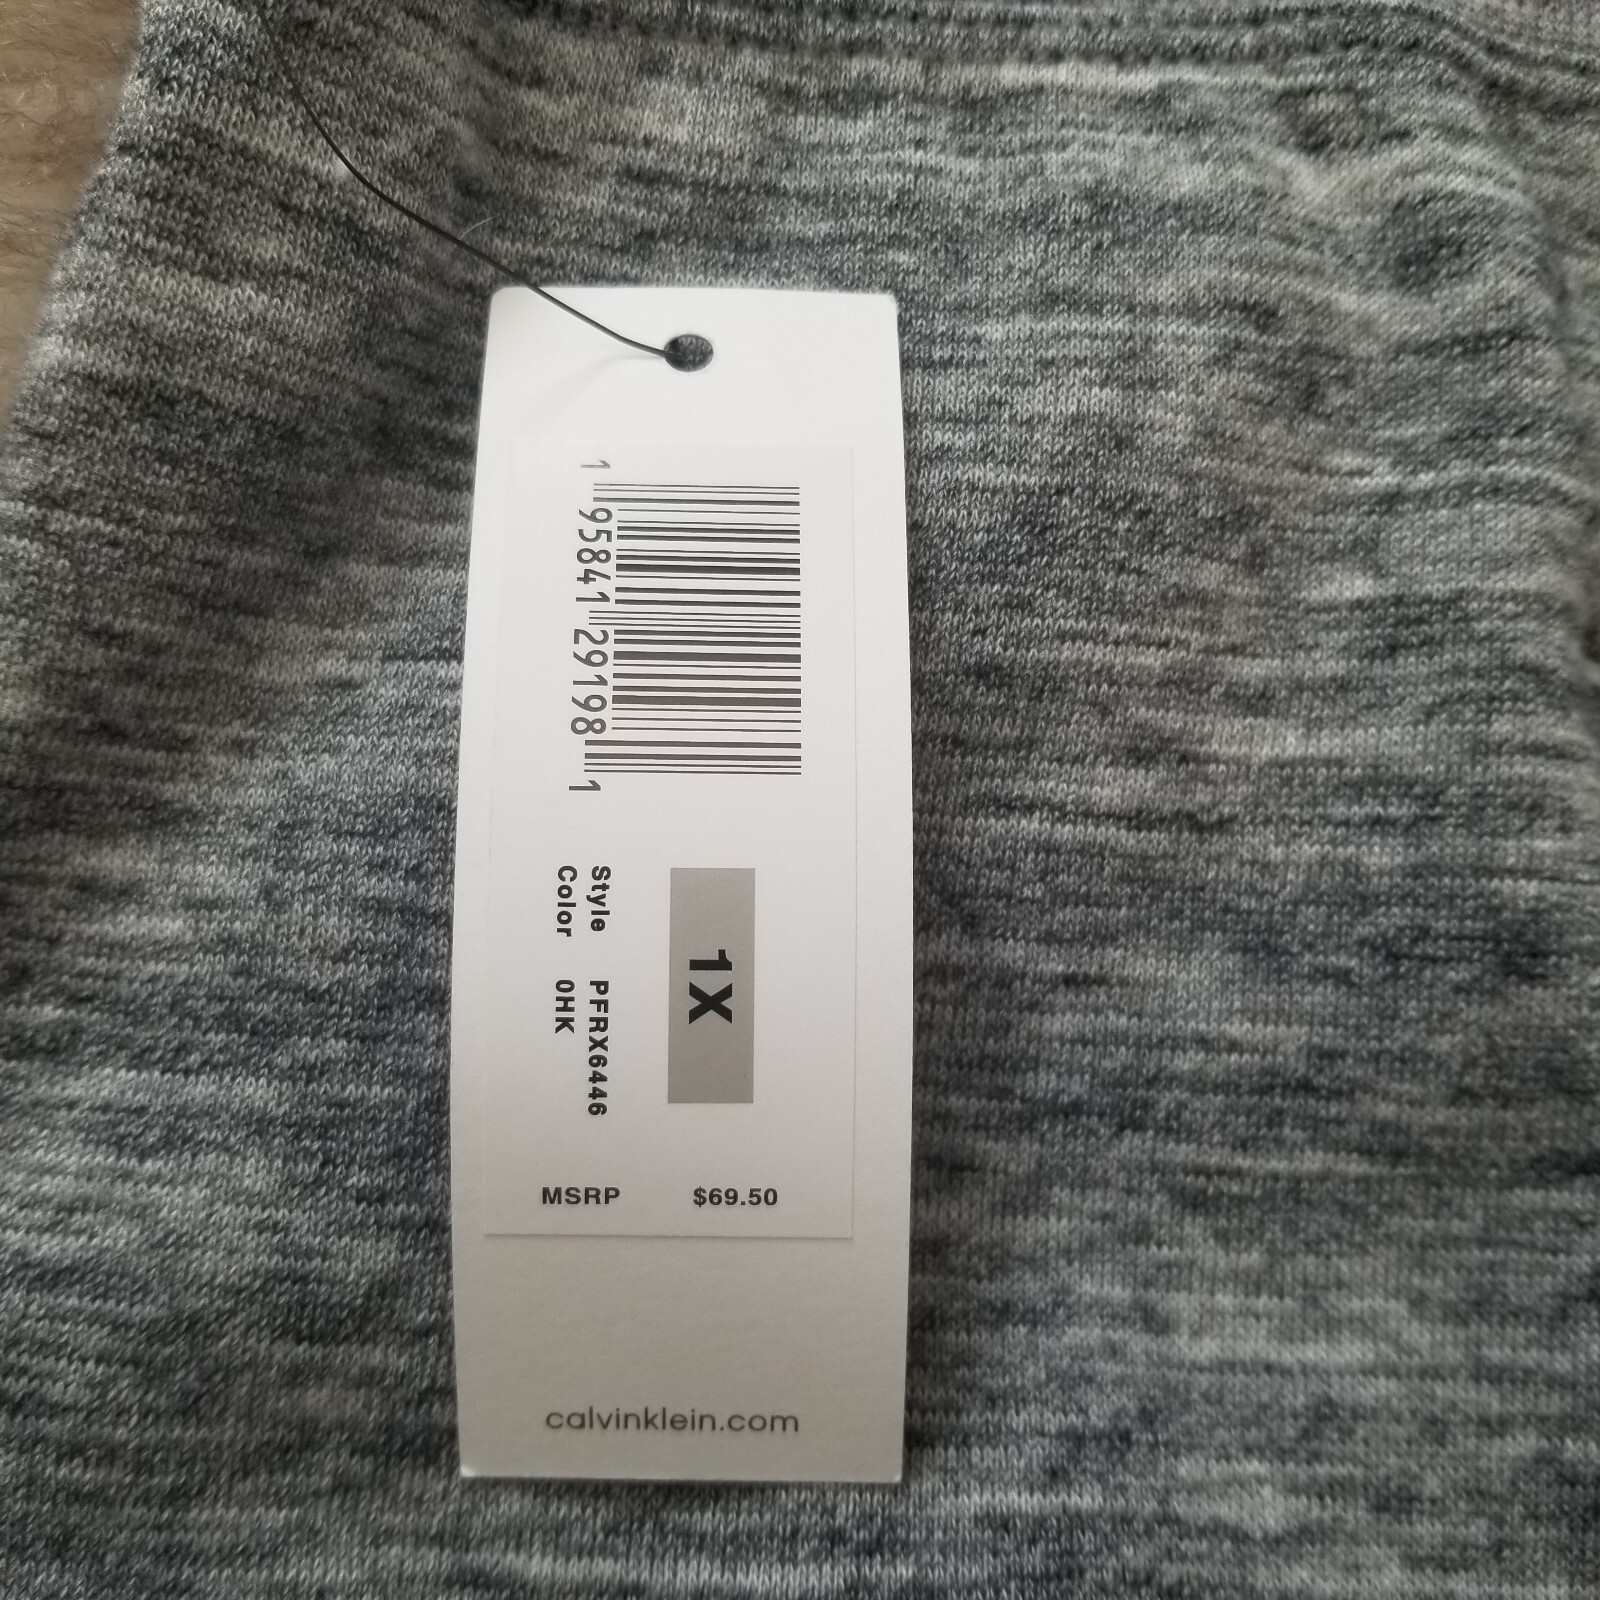 1 95841 29198 1
1X
Style PFRX6446
Color 0HK
MSRP $69.50
calvinklein.com